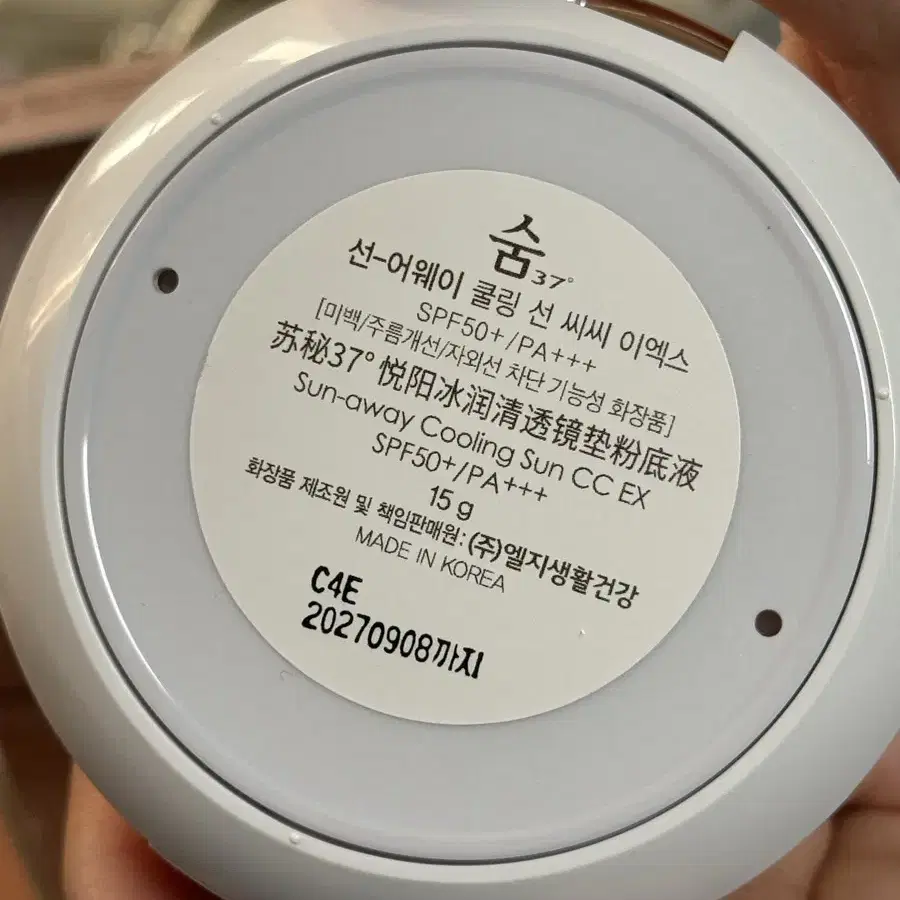 숨37°
선-어웨이 쿨링 선 씨씨 이엑스
SPF50+/PA+++
[미백/주름개선/자외선 차단 기능성 화장품]
苏秘37° 悦阳冰润清透镜垫粉底液
Sun-away Cooling Sun CC EX
SPF50+/PA+++
15 g
화장품 제조원 및 책임판매원: (주)엘지생활건강
MADE IN KOREA
C4E
20270908까지